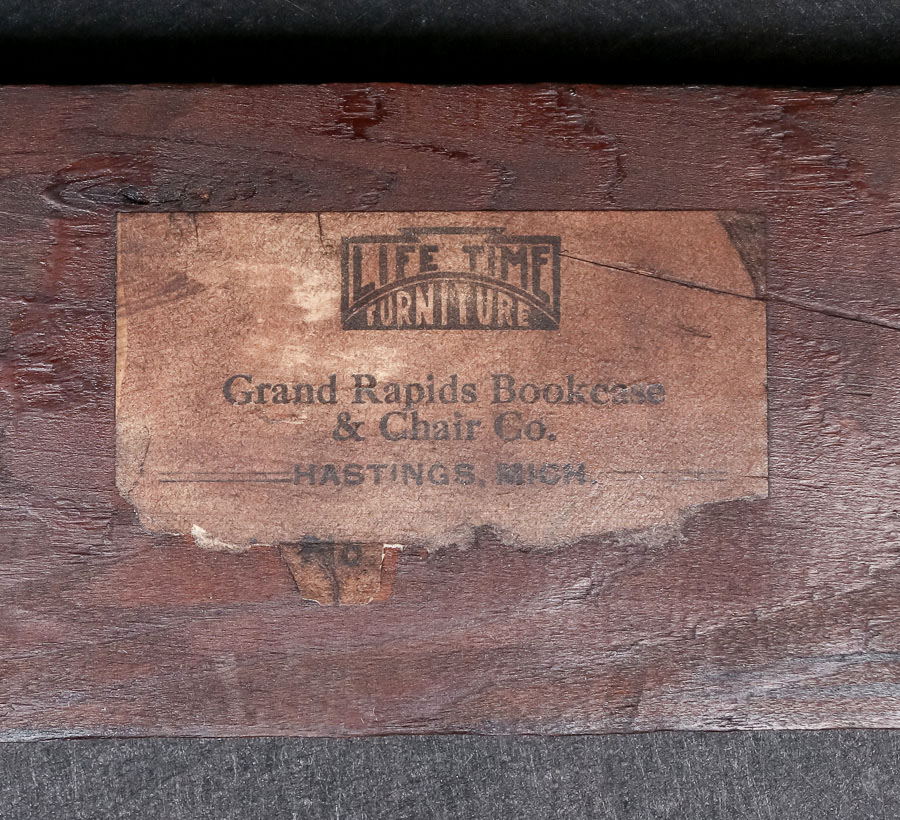 LIFE TIME
FURNITURE
Grand Rapids Bookcase
& Chair Co.
HASTINGS, MICH.